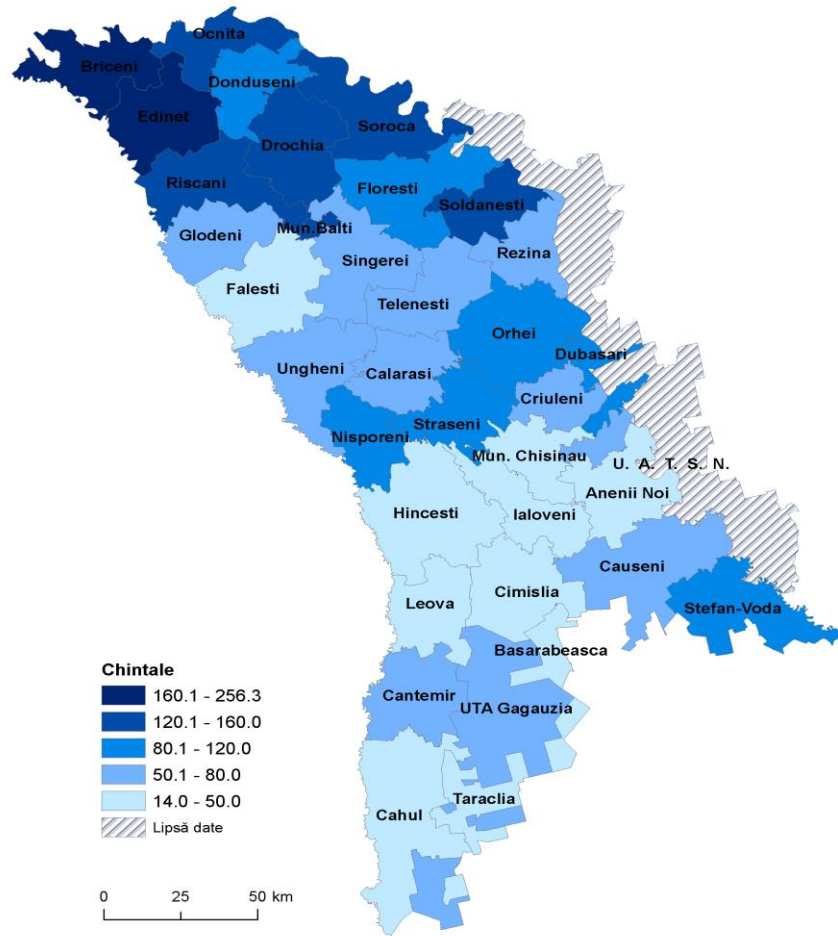 Ocnita
Briceni
Donduseni
Edinet
Soroca
Drochia
Riscani
Floresti
Soldanesti
Mun.Balti
Glodeni
Singerei
Rezina
Falesti
Telenesti
Orhei
Dubasari
Ungheni
Calarasi
Criuleni
Straseni
Nisporeni
Mun. Chisinau
U. A. T. S. N.
Anenii Noi
Hincesti
Ialoveni
Causeni
Cimislia
Leova
Stefan-Voda
Basarabeasca
Cantemir
UTA Gagauzia
Taraclia
Cahul
Chintale
160.1 - 256.3
120.1 - 160.0
80.1 - 120.0
50.1 - 80.0
14.0 - 50.0
Lipsă date
0 25 50 km